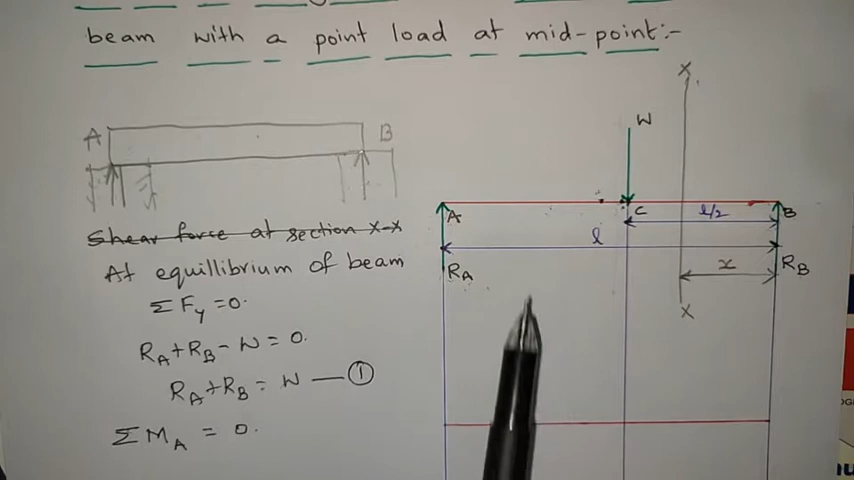 beam with a point load at mid-point:-
A B
Shear force at section X-X
At equillibrium of beam
ΣFy = 0.
RA+RB - W = 0.
RA+RB = W — ①
ΣMA = 0.
X
W
A C l/2 B
l
RA x RB
X